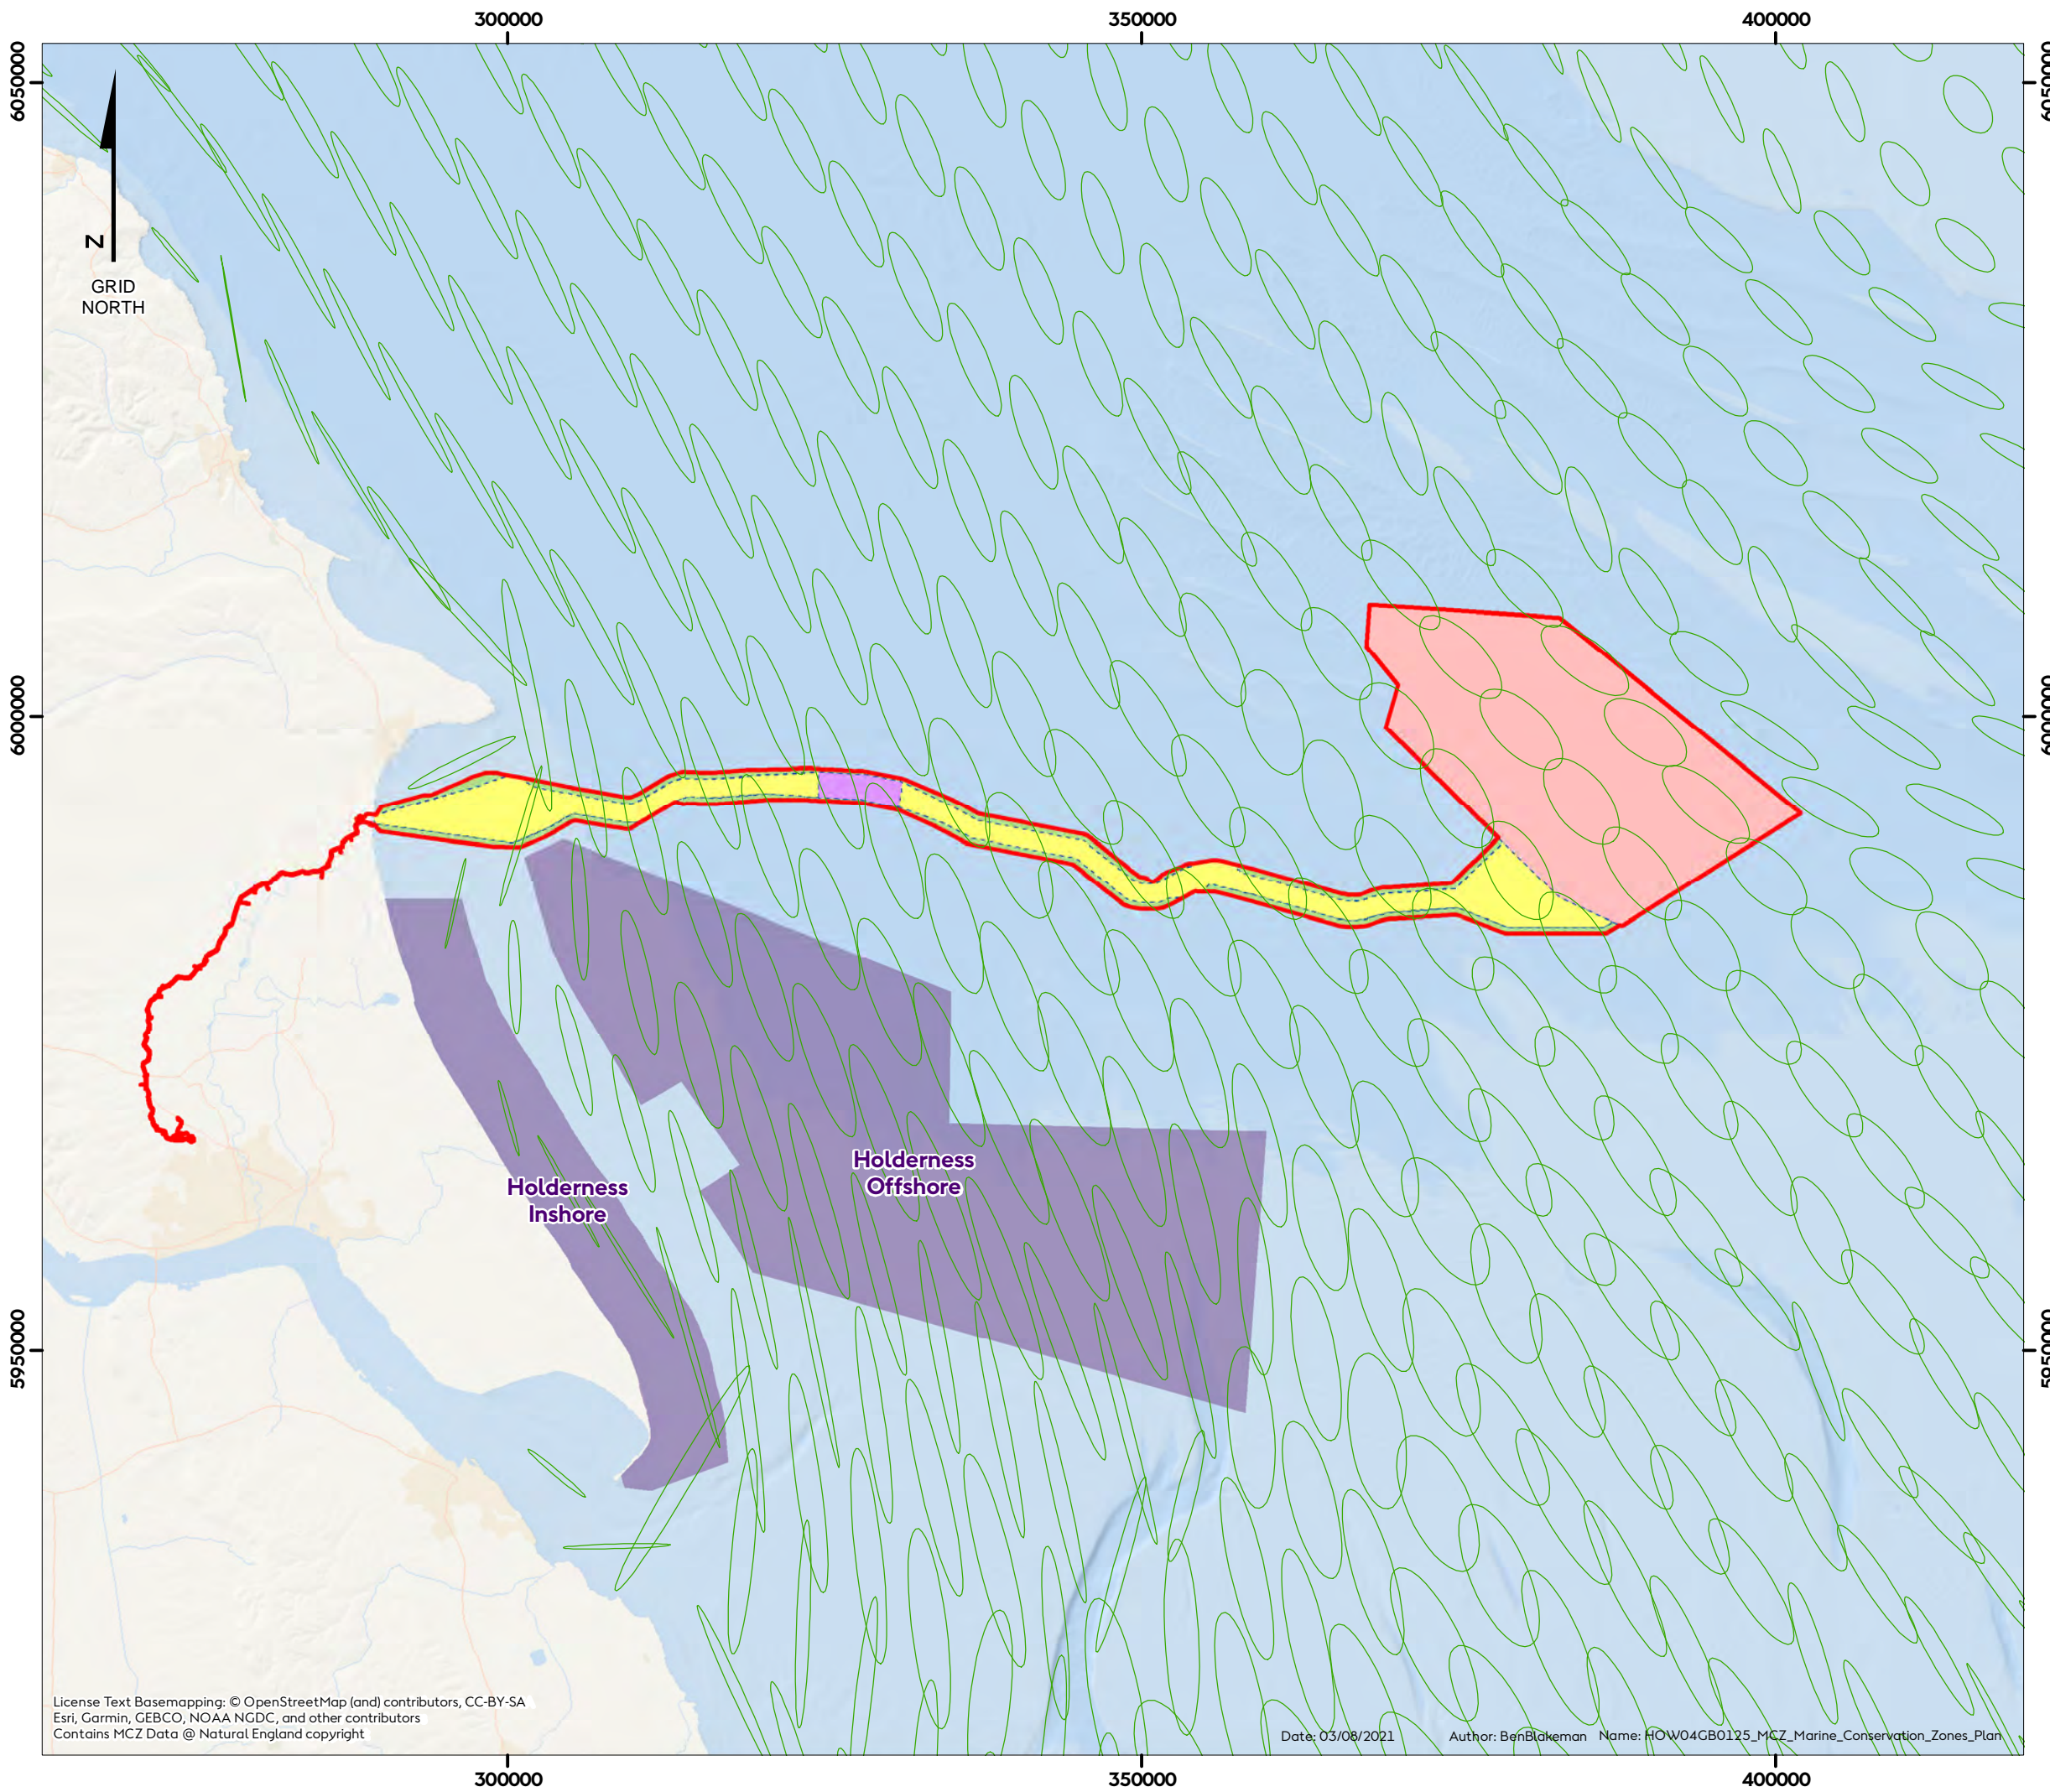 300000
350000
400000
6050000
6050000
N
GRID
NORTH
6000000
6000000
Holderness
Offshore
Holderness
Inshore
5950000
5950000
License Text Basemapping: © OpenStreetMap (and) contributors, CC-BY-SA
Esri, Garmin, GEBCO, NOAA NGDC, and other contributors
Contains MCZ Data @ Natural England copyright
Date: 03/08/2021 Author: BenBlakeman Name: HOW04GB0125_MCZ_Marine_Conservation_Zones_Plan
300000
350000
400000